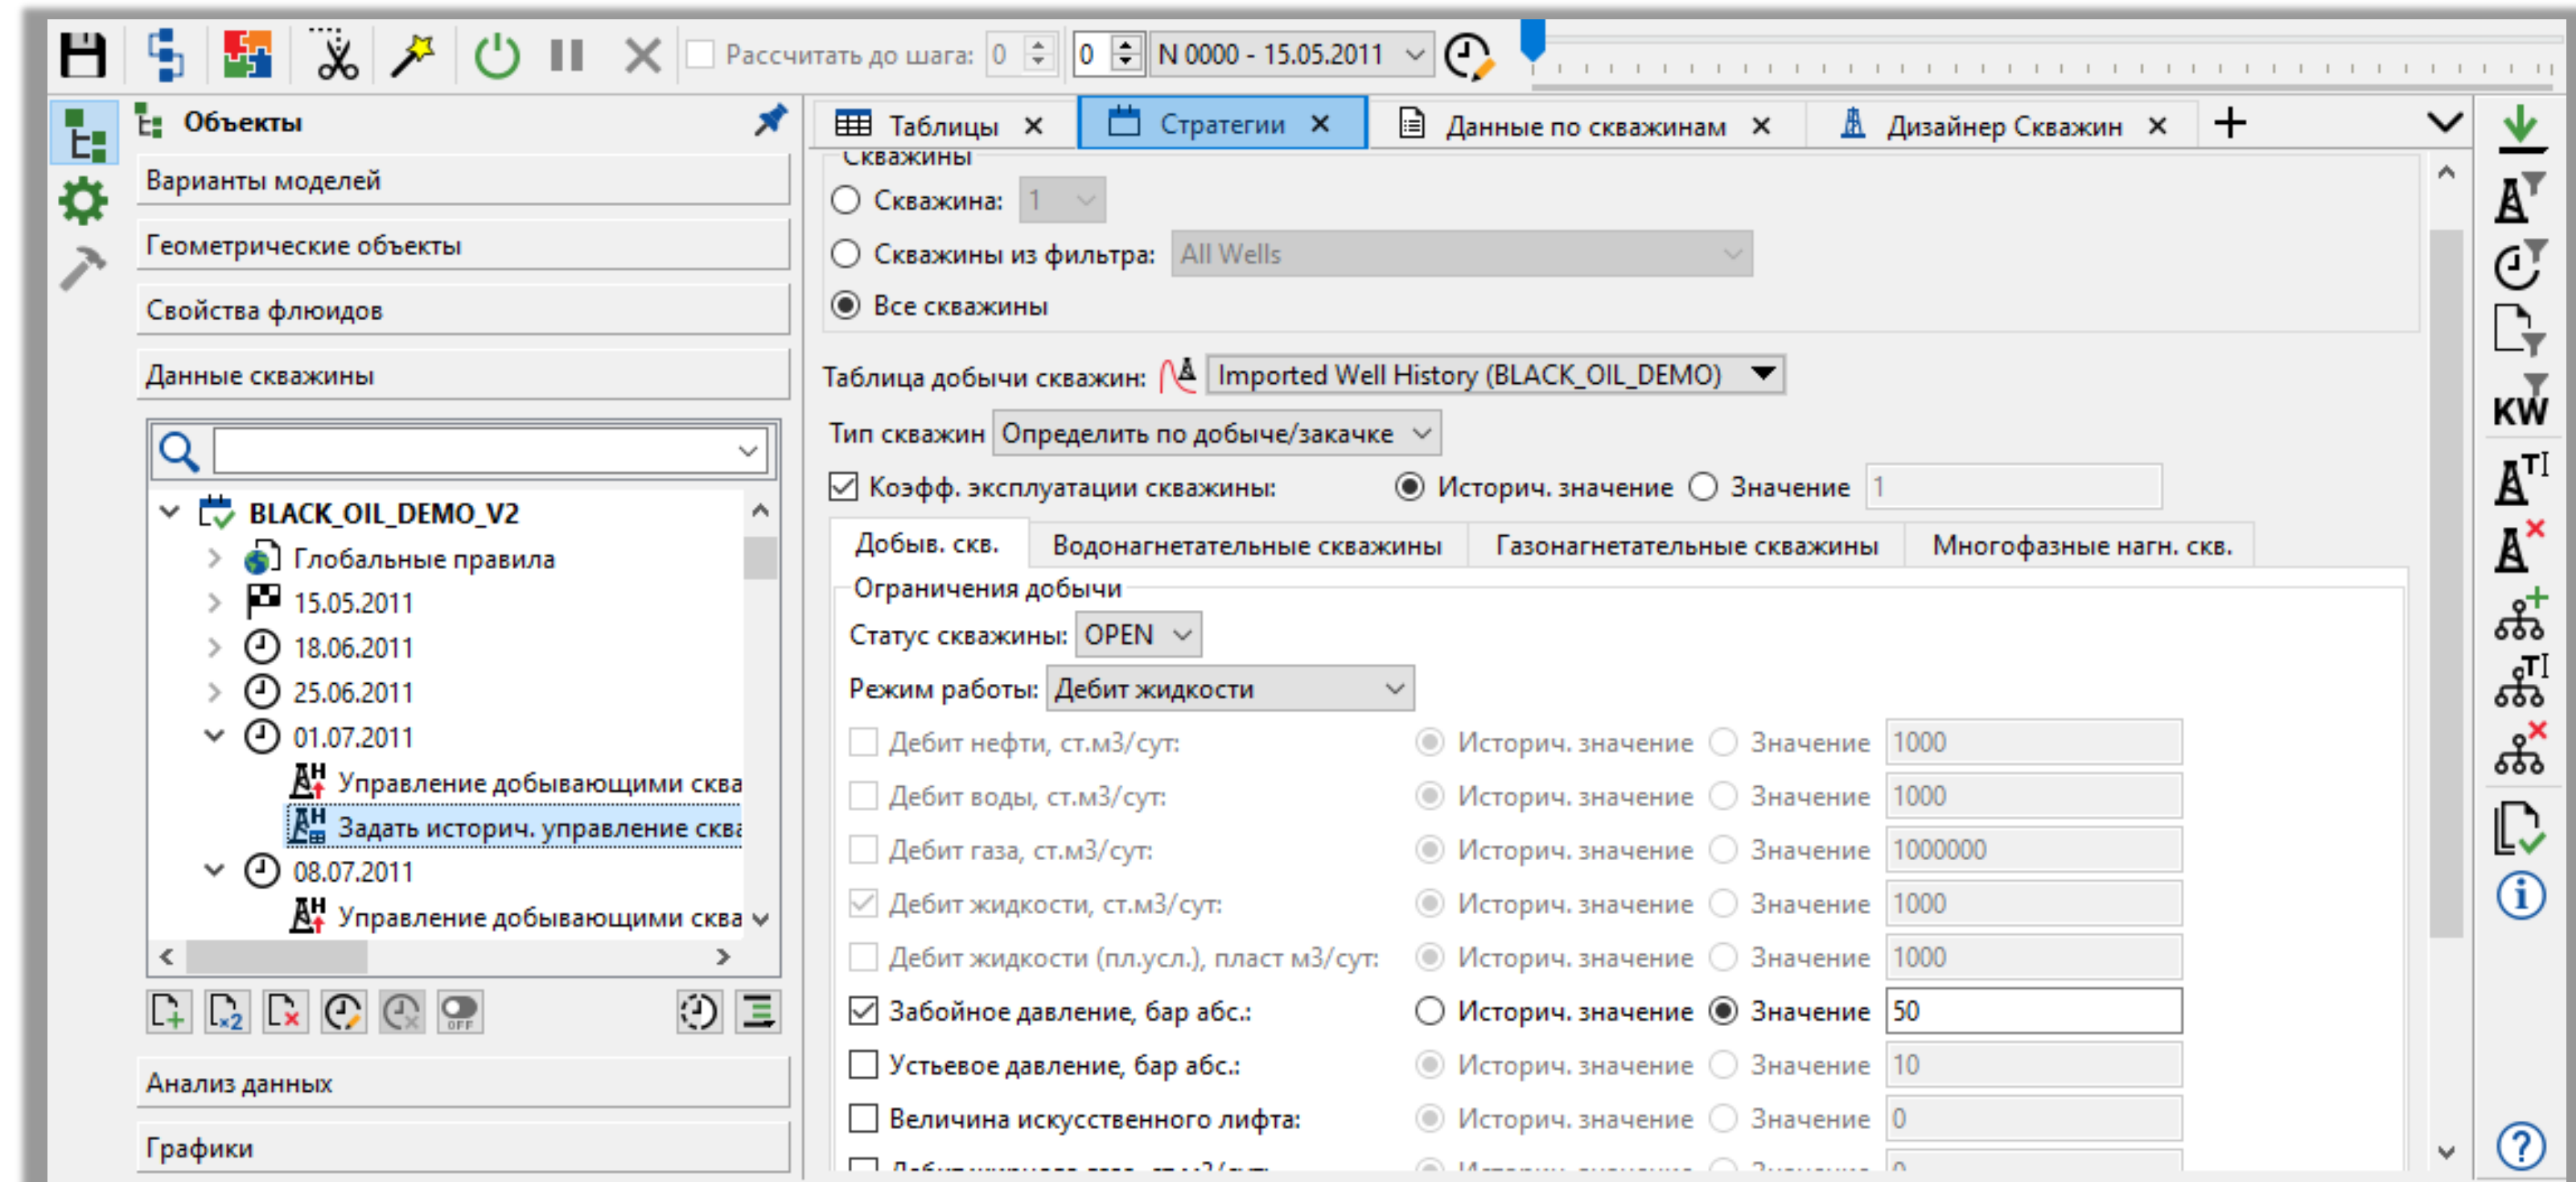 Рассчитать до шага: 0 0 N 0000 - 15.05.2011
Объекты
Таблицы Стратегии Данные по скважинам Дизайнер Скважин
Варианты моделей
Геометрические объекты
Свойства флюидов
Данные скважины
BLACK_OIL_DEMO_V2
Глобальные правила
15.05.2011
18.06.2011
25.06.2011
01.07.2011
Управление добывающими сква
Задать историч. управление сква
08.07.2011
Управление добывающими сква
x2
OFF
Анализ данных
Графики
Скважины
Скважина: 1
Скважины из фильтра: All Wells
Все скважины
Таблица добычи скважин: Imported Well History (BLACK_OIL_DEMO)
Тип скважин Определить по добыче/закачке
Коэфф. эксплуатации скважины: Историч. значение Значение 1
Добыв. скв. Водонагнетательные скважины Газонагнетательные скважины Многофазные нагн. скв.
Ограничения добычи
Статус скважины: OPEN
Режим работы: Дебит жидкости
Дебит нефти, ст.м3/сут: Историч. значение Значение 1000
Дебит воды, ст.м3/сут: Историч. значение Значение 1000
Дебит газа, ст.м3/сут: Историч. значение Значение 1000000
Дебит жидкости, ст.м3/сут: Историч. значение Значение 1000
Дебит жидкости (пл.усл.), пласт м3/сут: Историч. значение Значение 1000
Забойное давление, бар абс.: Историч. значение Значение 50
Устьевое давление, бар абс.: Историч. значение Значение 10
Величина искусственного лифта: Историч. значение Значение 0
KW